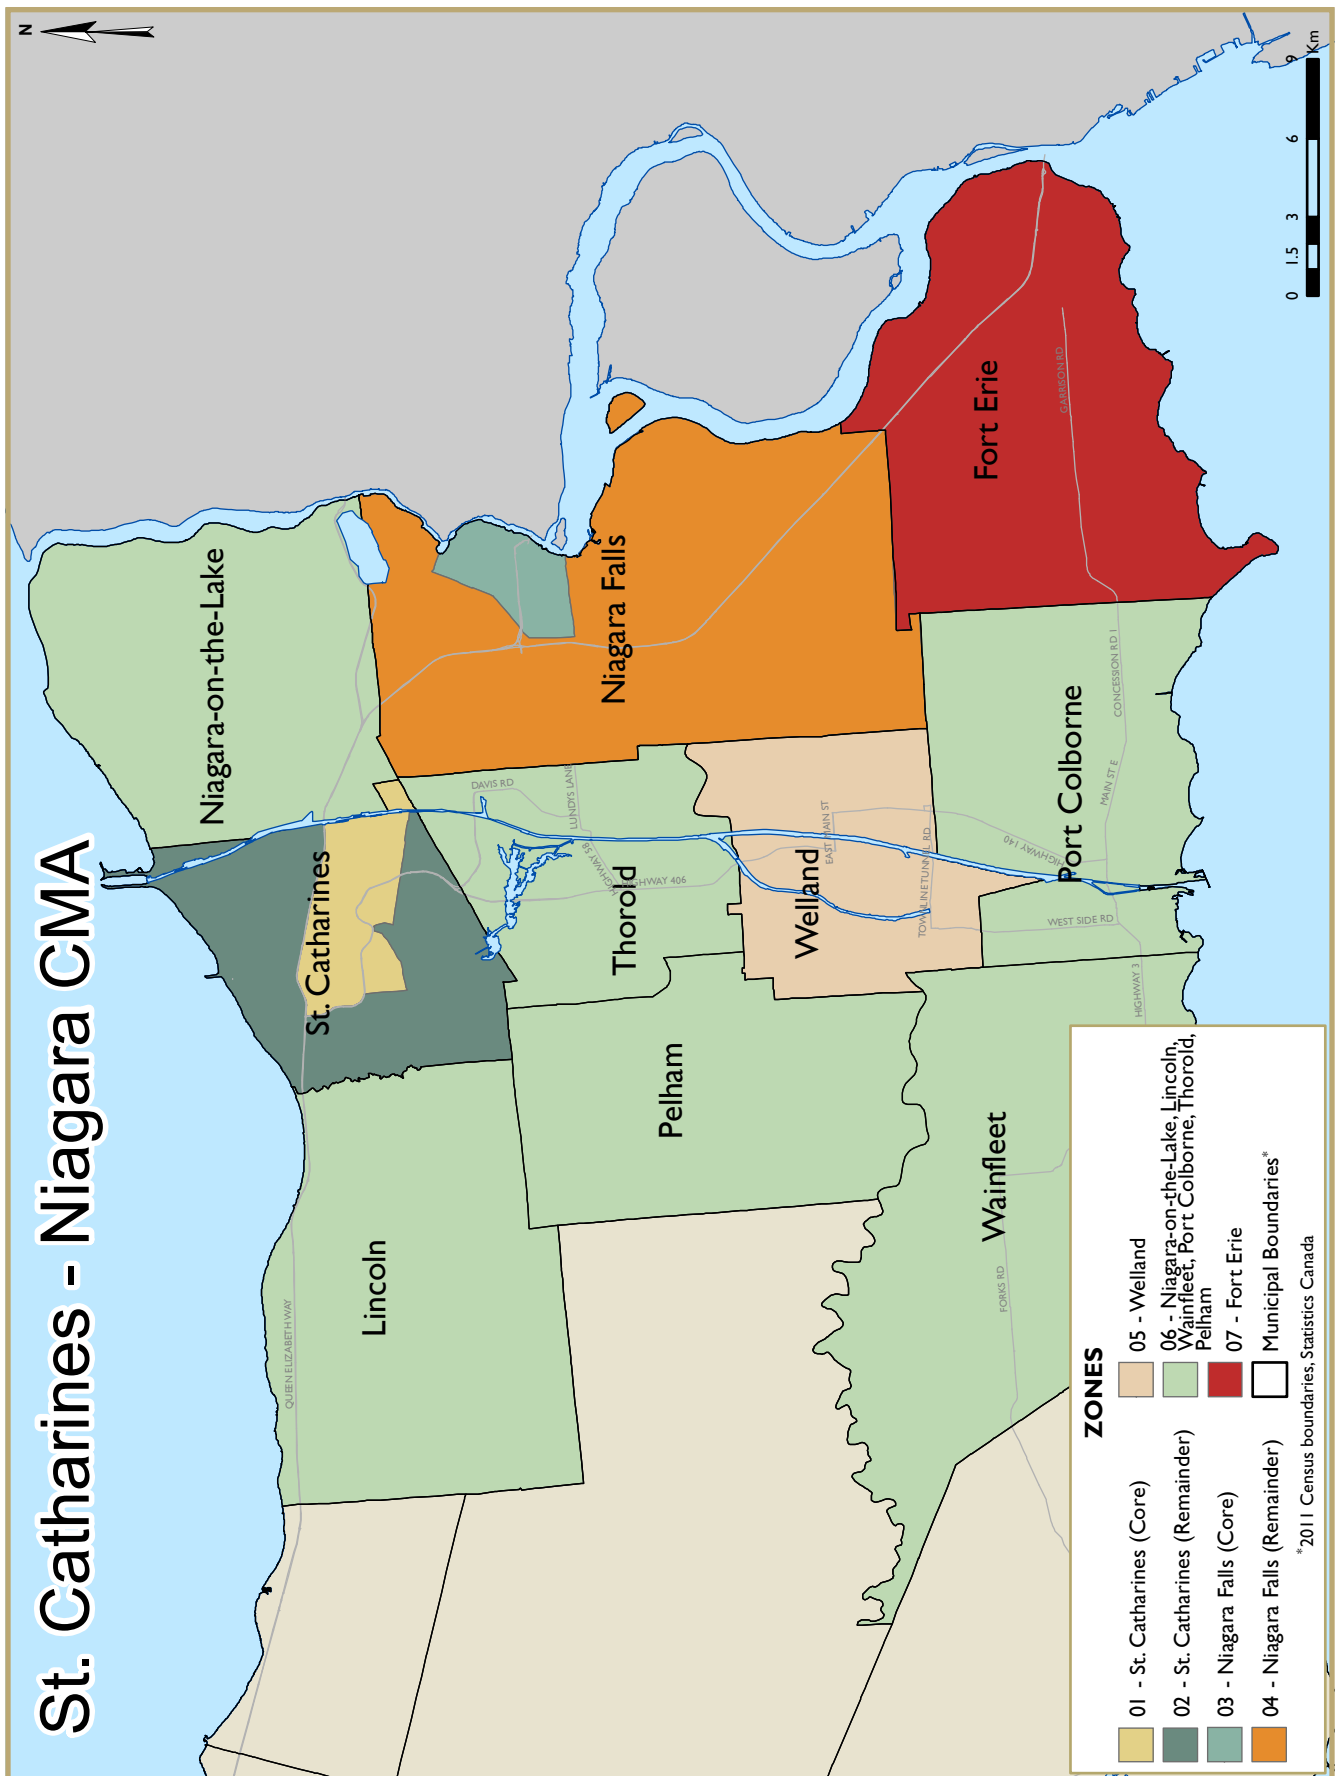 St. Catharines - Niagara CMA
N
Niagara-on-the-Lake
St. Catharines
Lincoln
QUEEN ELIZABETH WAY
Niagara Falls
DAVIS RD
LUNDYS LANE
HIGHWAY 58
HIGHWAY 406
Thorold
Pelham
Welland
EAST MAIN ST
TOWNLINE TUNNEL RD
Fort Erie
GARRISON RD
Port Colborne
CONCESSION RD 1
MAIN ST E
HIGHWAY 140
WEST SIDE RD
HIGHWAY 3
Wainfleet
FORKS RD
ZONES
01 - St. Catharines (Core)
02 - St. Catharines (Remainder)
03 - Niagara Falls (Core)
04 - Niagara Falls (Remainder)
05 - Welland
06 - Niagara-on-the-Lake, Lincoln,
Wainfleet, Port Colborne, Thorold,
Pelham
07 - Fort Erie
Municipal Boundaries*
*2011 Census boundaries, Statistics Canada
0 1.5 3 6 9
Km